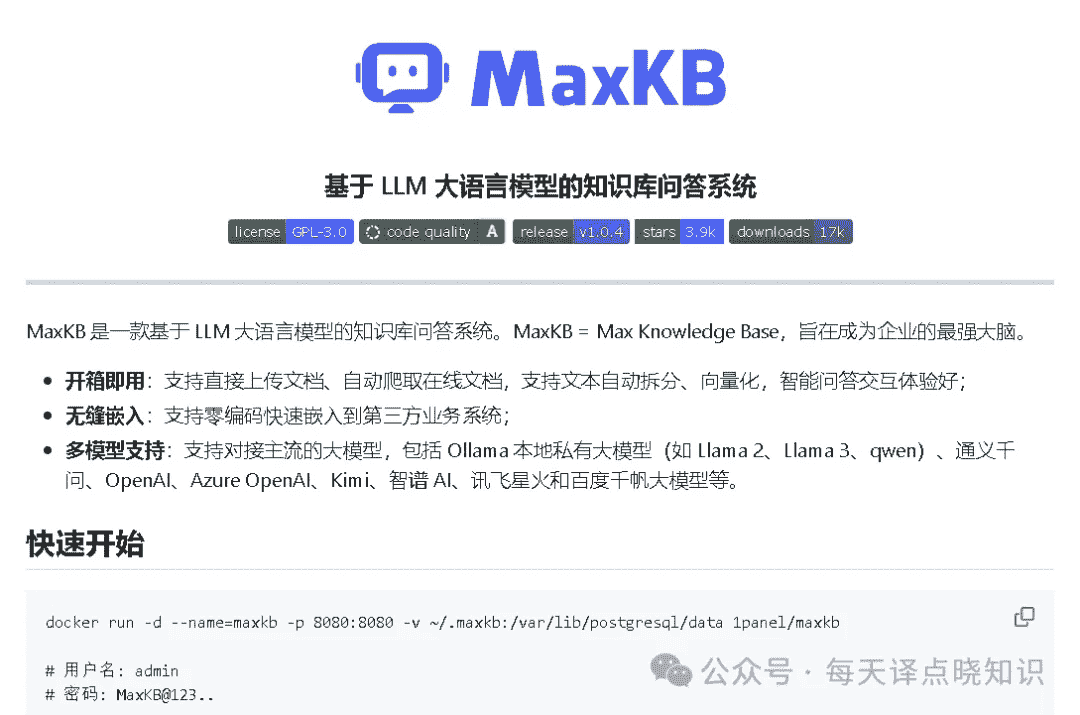 MaxKB
基于 LLM 大语言模型的知识库问答系统
license GPL-3.0 code quality A release v1.0.4 stars 3.9k downloads 17k
MaxKB 是一款基于 LLM 大语言模型的知识库问答系统。MaxKB = Max Knowledge Base，旨在成为企业的最强大脑。
• 开箱即用：支持直接上传文档、自动爬取在线文档，支持文本自动拆分、向量化，智能问答交互体验好；
• 无缝嵌入：支持零编码快速嵌入到第三方业务系统；
• 多模型支持：支持对接主流的大模型，包括 Ollama 本地私有大模型（如 Llama 2、Llama 3、qwen）、通义千
问、OpenAI、Azure OpenAI、Kimi、智谱 AI、讯飞星火和百度千帆大模型等。
快速开始
docker run -d --name=maxkb -p 8080:8080 -v ~/.maxkb:/var/lib/postgresql/data 1panel/maxkb
# 用户名: admin
# 密码: MaxKB@123..
公众号 · 每天译点晓知识